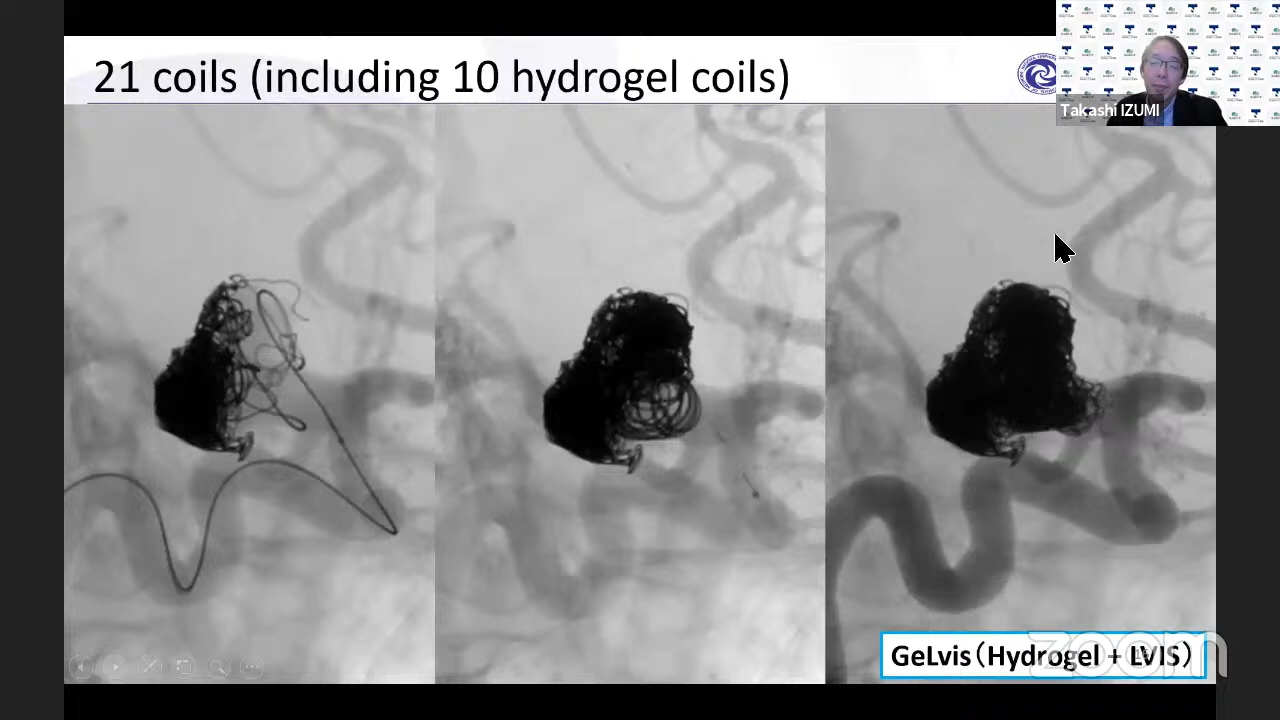 21 coils (including 10 hydrogel coils)
Takashi IZUMI
GeLvis(Hydrogel + LVIS)
zoom